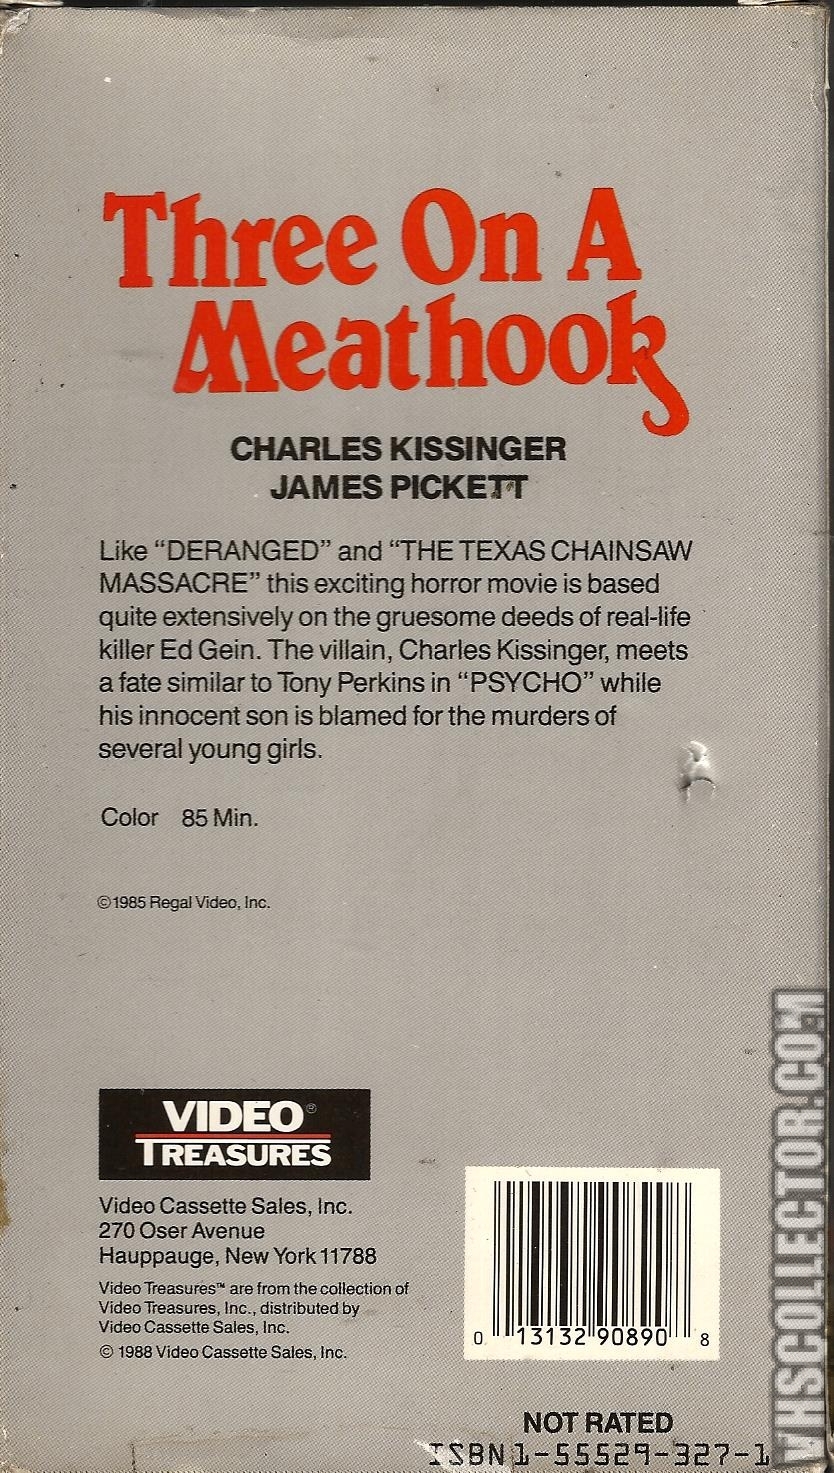 Three On A
Meathook
CHARLES KISSINGER
JAMES PICKETT
Like “DERANGED” and “THE TEXAS CHAINSAW
MASSACRE” this exciting horror movie is based
quite extensively on the gruesome deeds of real-life
killer Ed Gein. The villain, Charles Kissinger, meets
a fate similar to Tony Perkins in “PSYCHO” while
his innocent son is blamed for the murders of
several young girls.
Color 85 Min.
©1985 Regal Video, Inc.
VIDEO®
TREASURES
Video Cassette Sales, Inc.
270 Oser Avenue
Hauppauge, New York 11788
Video Treasures™ are from the collection of
Video Treasures, Inc., distributed by
Video Cassette Sales, Inc.
© 1988 Video Cassette Sales, Inc.
0 13132 90890 8
NOT RATED
ISBN 1-55529-327-1
VHSCOLLECTOR.COM